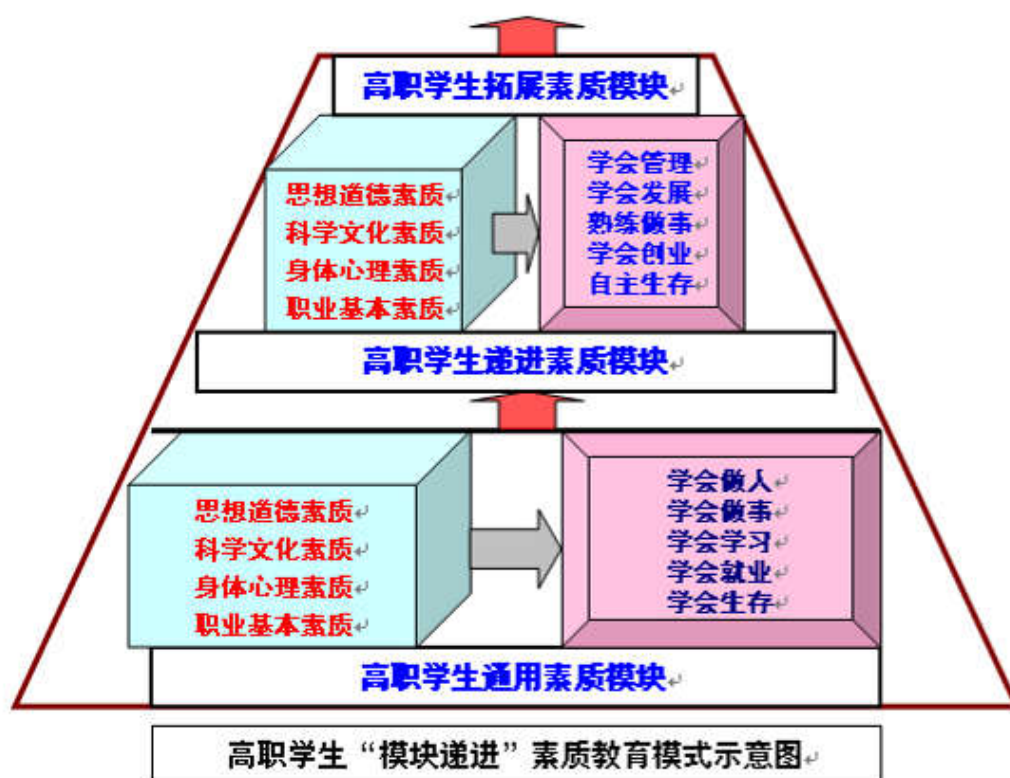 高职学生拓展素质模块
思想道德素质
科学文化素质
身体心理素质
职业基本素质
学会管理
学会发展
熟练做事
学会创业
自主生存
高职学生递进素质模块
思想道德素质
科学文化素质
身体心理素质
职业基本素质
学会做人
学会做事
学会学习
学会就业
学会生存
高职学生通用素质模块
高职学生“模块递进”素质教育模式示意图